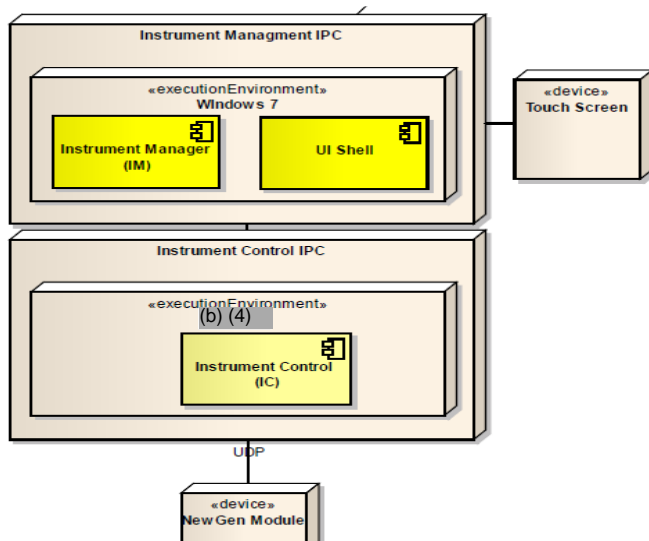 Instrument Managment IPC
«executionEnvironment»
WIndows 7
Instrument Manager
(IM)
UI Shell
«device»
Touch Screen
Instrument Control IPC
«executionEnvironment»
(b) (4)
Instrument Control
(IC)
UDP
«device»
NewGen Module